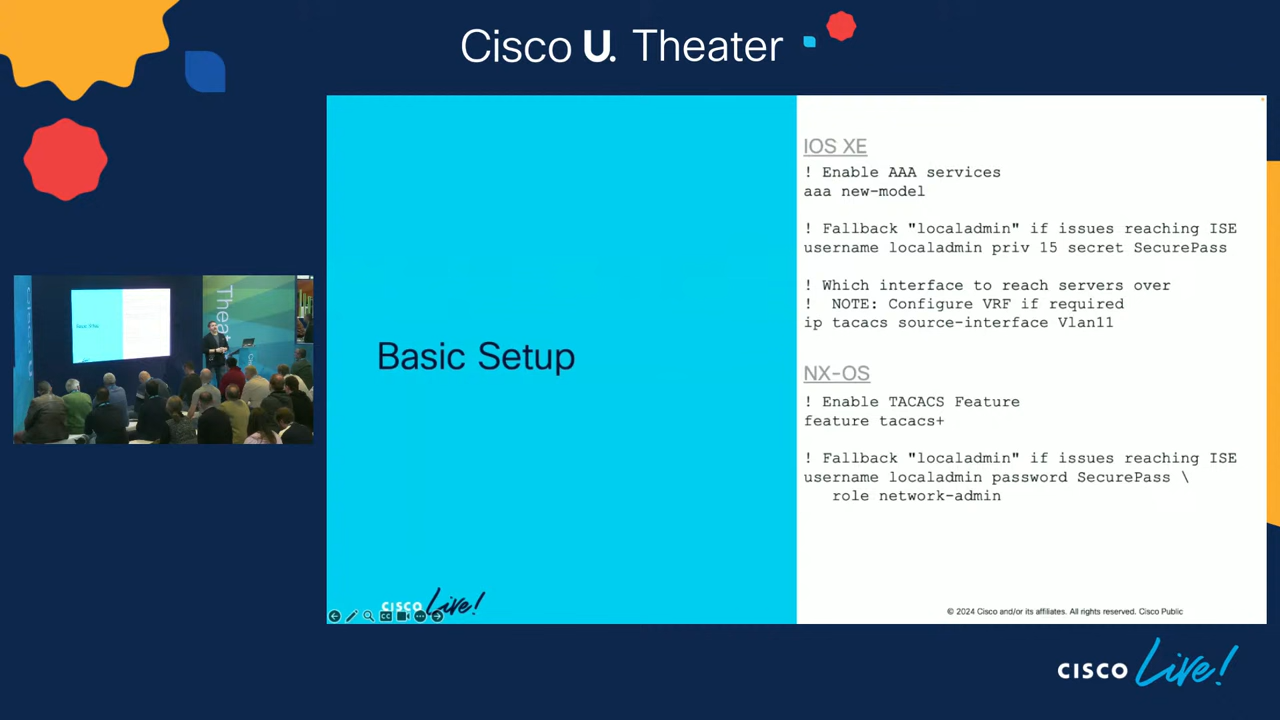 Cisco U. Theater
IOS XE
! Enable AAA services
aaa new-model
! Fallback "localadmin" if issues reaching ISE
username localadmin priv 15 secret SecurePass
! Which interface to reach servers over
!  NOTE: Configure VRF if required
ip tacacs source-interface Vlan11
Basic Setup
NX-OS
! Enable TACACS Feature
feature tacacs+
! Fallback "localadmin" if issues reaching ISE
username localadmin password SecurePass \
role network-admin
CISCO Live!
CC
© 2024 Cisco and/or its affiliates. All rights reserved. Cisco Public
CISCO Live!